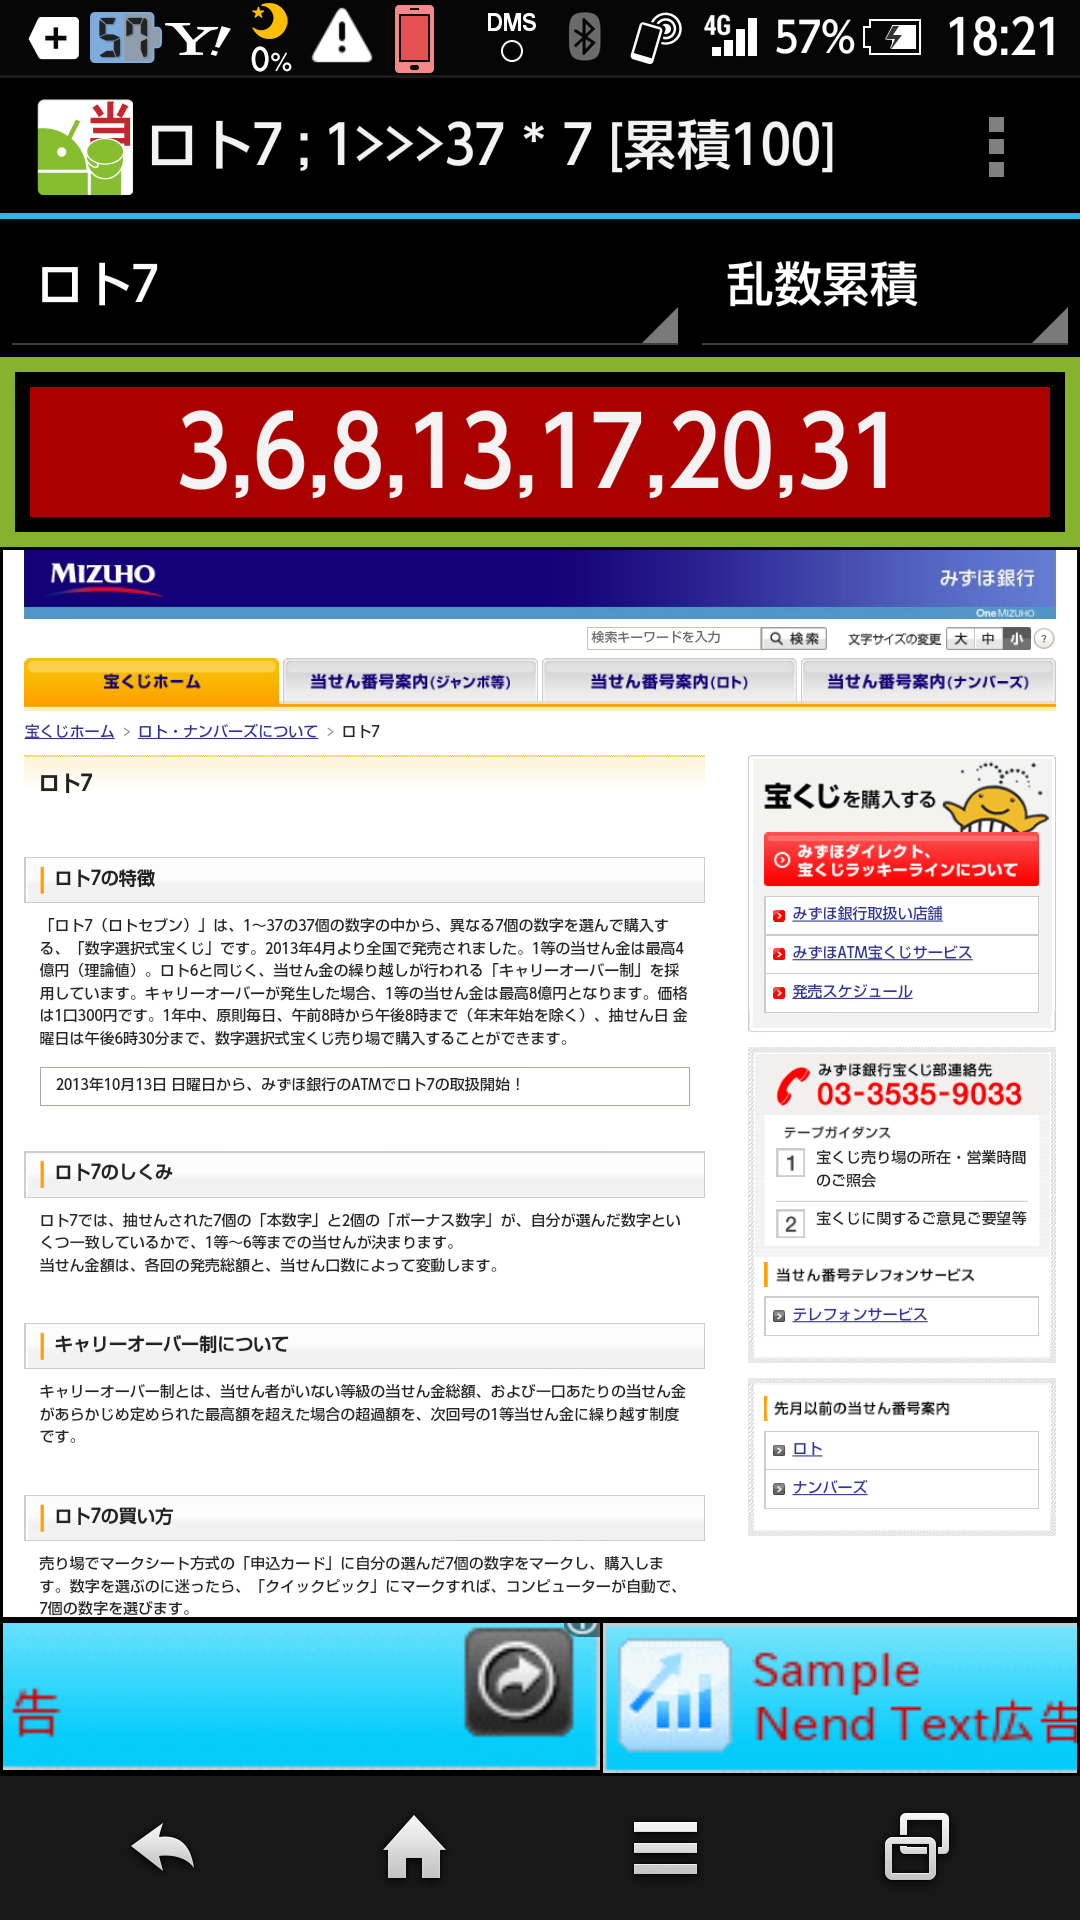 57 Y! 0% DMS 4G 57% 18:21
当 ロト7 ; 1>>>37 * 7 [累積100]
ロト7 乱数累積
3,6,8,13,17,20,31
MIZUHO みずほ銀行
One MIZUHO
検索キーワードを入力 検索 文字サイズの変更 大 中 小 ?
宝くじホーム 当せん番号案内(ジャンボ等) 当せん番号案内(ロト) 当せん番号案内(ナンバーズ)
宝くじホーム > ロト・ナンバーズについて > ロト7
ロト7
ロト7の特徴
「ロト7（ロトセブン）」は、1～37の37個の数字の中から、異なる7個の数字を選んで購入す
る、「数字選択式宝くじ」です。2013年4月より全国で発売されました。1等の当せん金は最高4
億円（理論値）。ロト6と同じく、当せん金の繰り越しが行われる「キャリーオーバー制」を採
用しています。キャリーオーバーが発生した場合、1等の当せん金は最高8億円となります。価格
は1口300円です。1年中、原則毎日、午前8時から午後8時まで（年末年始を除く）、抽せん日 金
曜日は午後6時30分まで、数字選択式宝くじ売り場で購入することができます。
2013年10月13日 日曜日から、みずほ銀行のATMでロト7の取扱開始！
ロト7のしくみ
ロト7では、抽せんされた7個の「本数字」と2個の「ボーナス数字」が、自分が選んだ数字とい
くつ一致しているかで、1等～6等までの当せんが決まります。
当せん金額は、各回の発売総額と、当せん口数によって変動します。
キャリーオーバー制について
キャリーオーバー制とは、当せん者がいない等級の当せん金総額、および一口あたりの当せん金
があらかじめ定められた最高額を超えた場合の超過額を、次回号の1等当せん金に繰り越す制度
です。
ロト7の買い方
売り場でマークシート方式の「申込カード」に自分の選んだ7個の数字をマークし、購入しま
す。数字を選ぶのに迷ったら、「クイックピック」にマークすれば、コンピューターが自動で、
7個の数字を選びます。
宝くじを購入する
みずほダイレクト、
宝くじラッキーラインについて
みずほ銀行取扱い店舗
みずほATM宝くじサービス
発売スケジュール
みずほ銀行宝くじ部連絡先
03-3535-9033
テープガイダンス
1 宝くじ売り場の所在・営業時間
のご照会
2 宝くじに関するご意見ご要望等
当せん番号テレフォンサービス
テレフォンサービス
先月以前の当せん番号案内
ロト
ナンバーズ
告
Sample
Nend Text広告